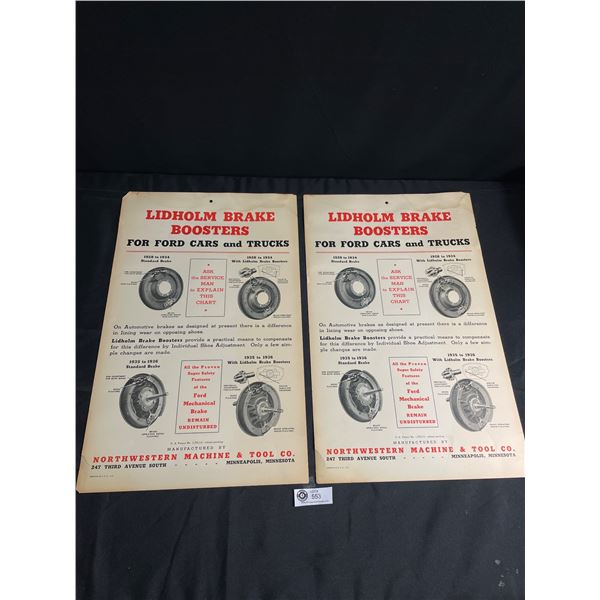 LIDHOLM BRAKE
BOOSTERS
FOR FORD CARS and TRUCKS
1928 to 1934
Standard Brake
1928 to 1934
With Lidholm Brake Boosters
ASK
the SERVICE
MAN
to EXPLAIN
THIS
CHART
On Automotive brakes as designed at present there is a difference
in lining wear on opposing shoes.
Lidholm Brake Boosters provide a practical means to compensate
for this difference by Individual Shoe Adjustment. Only a few sim-
ple changes are made.
1935 to 1936
Standard Brake
1935 to 1936
With Lidholm Brake Boosters
All the Proven
Super Safety
Features
of the
Ford
Mechanical
Brake
REMAIN
UNDISTURBED
MANUFACTURED BY
NORTHWESTERN MACHINE & TOOL CO.
247 THIRD AVENUE SOUTH - - - - - MINNEAPOLIS, MINNESOTA
LIDHOLM BRAKE
BOOSTERS
FOR FORD CARS and TRUCKS
1928 to 1934
Standard Brake
1928 to 1934
With Lidholm Brake Boosters
ASK
the SERVICE
MAN
to EXPLAIN
THIS
CHART
On Automotive brakes as designed at present there is a difference
in lining wear on opposing shoes.
Lidholm Brake Boosters provide a practical means to compensate
for this difference by Individual Shoe Adjustment. Only a few sim-
ple changes are made.
1935 to 1936
Standard Brake
1935 to 1936
With Lidholm Brake Boosters
All the Proven
Super Safety
Features of the
Ford
Mechanical
Brake
REMAIN
UNDISTURBED
MANUFACTURED BY
NORTHWESTERN MACHINE & TOOL CO.
247 THIRD AVENUE SOUTH - - - - - MINNEAPOLIS, MINNESOTA
LOT#
553